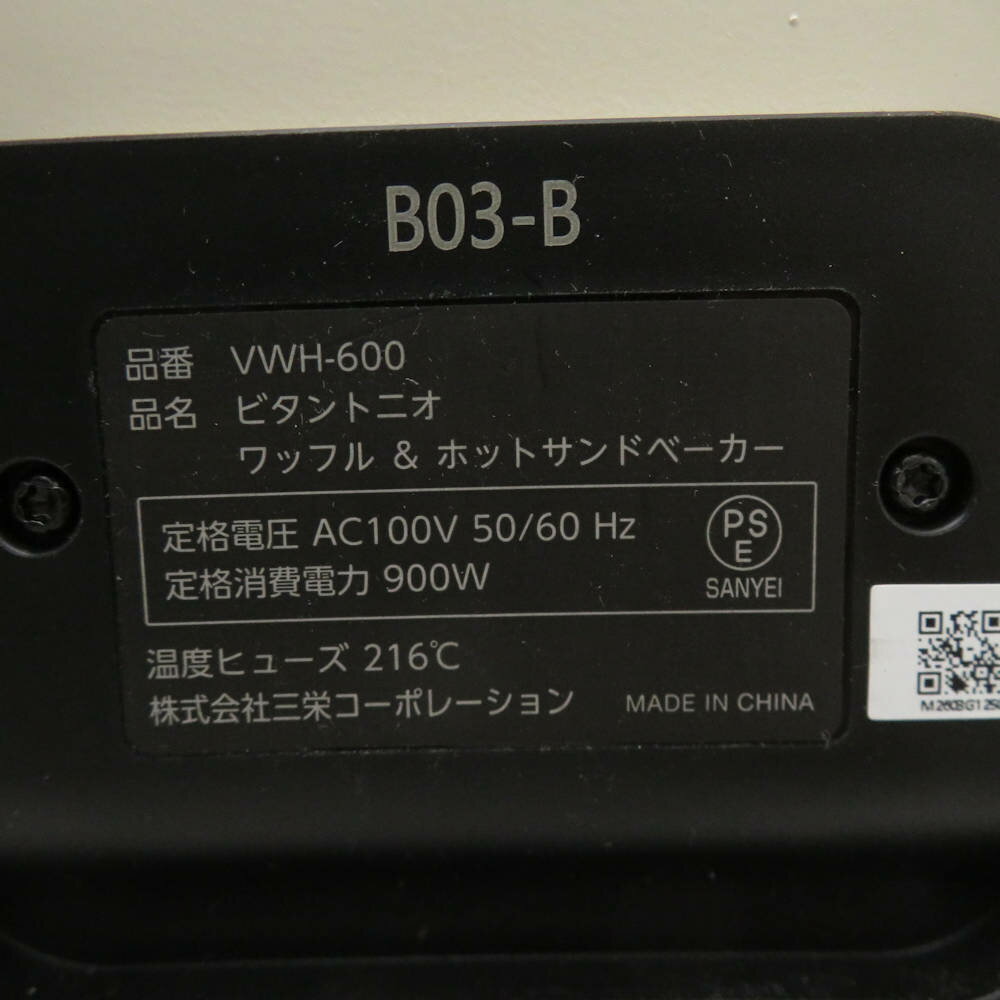 B03-B
品番 VWH-600
品名 ビタントニオ
ワッフル & ホットサンドベーカー
定格電圧 AC100V 50/60 Hz
定格消費電力 900W
PS
E
SANYEI
温度ヒューズ 216℃
株式会社三栄コーポレーション
MADE IN CHINA